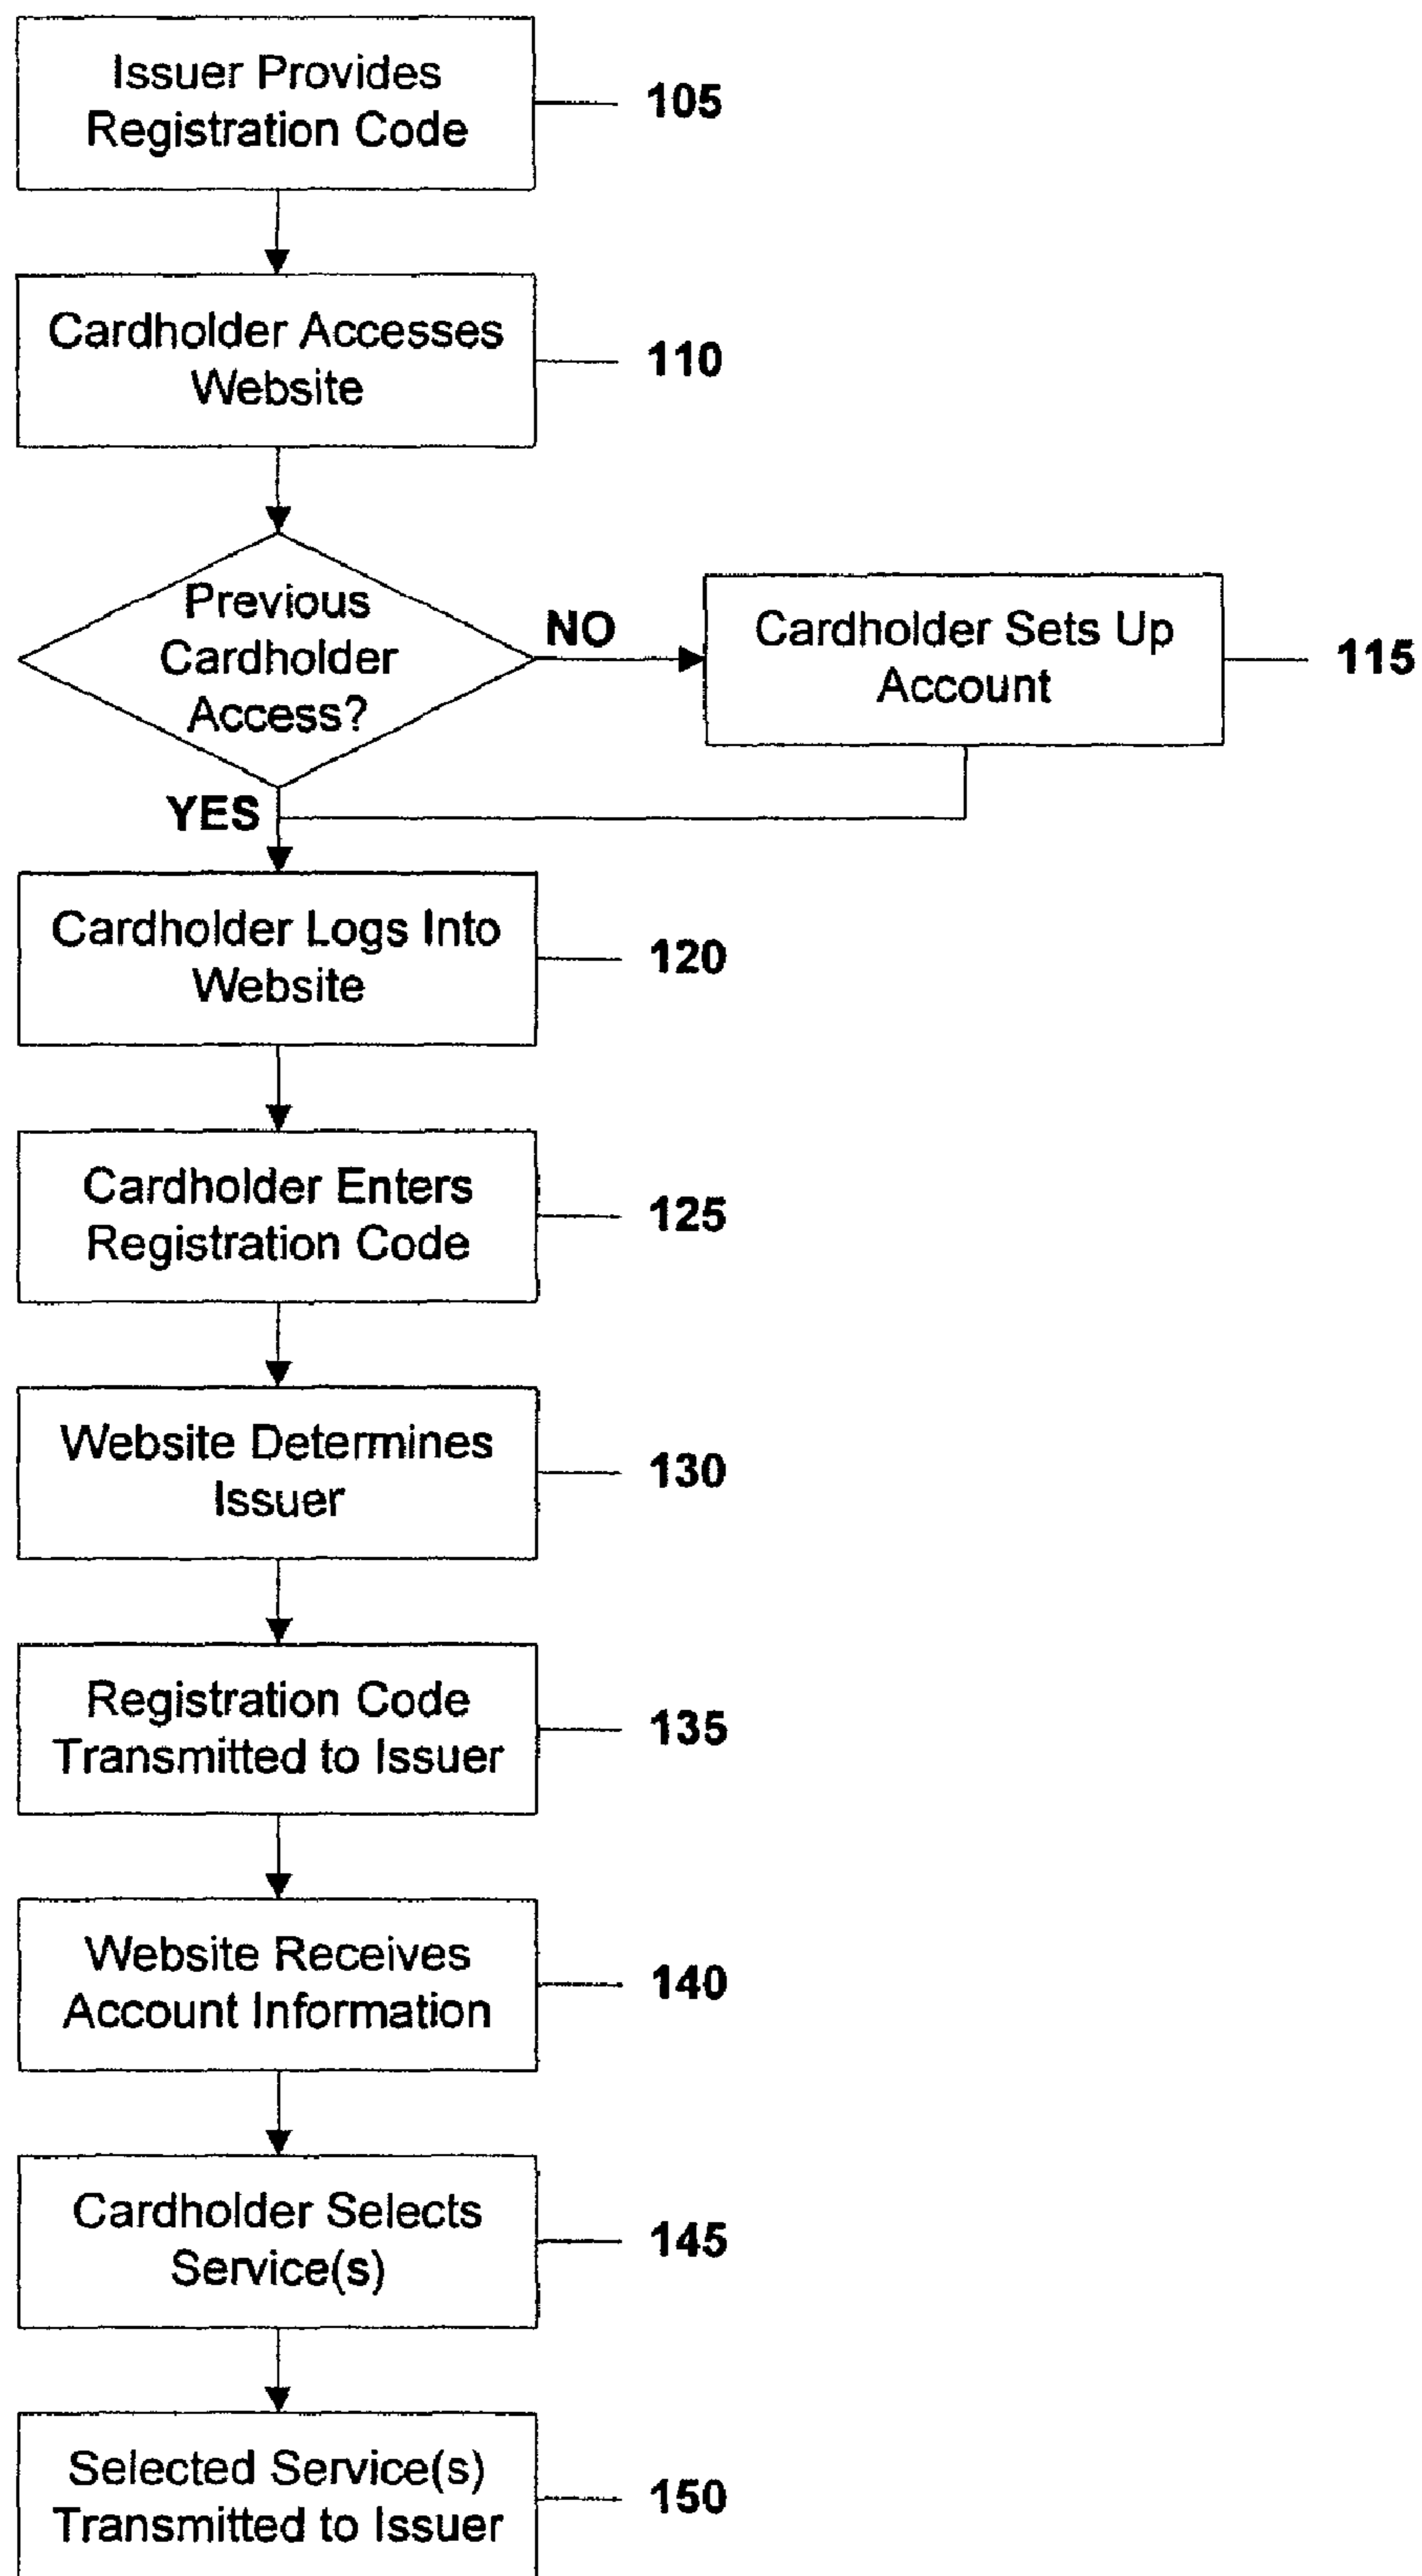 Issuer Provides
Registration Code
105
Cardholder Accesses
Website
110
Previous
Cardholder
Access?
NO
Cardholder Sets Up
Account
115
YES
Cardholder Logs Into
Website
120
Cardholder Enters
Registration Code
125
Website Determines
Issuer
130
Registration Code
Transmitted to Issuer
135
Website Receives
Account Information
140
Cardholder Selects
Service(s)
145
Selected Service(s)
Transmitted to Issuer
150